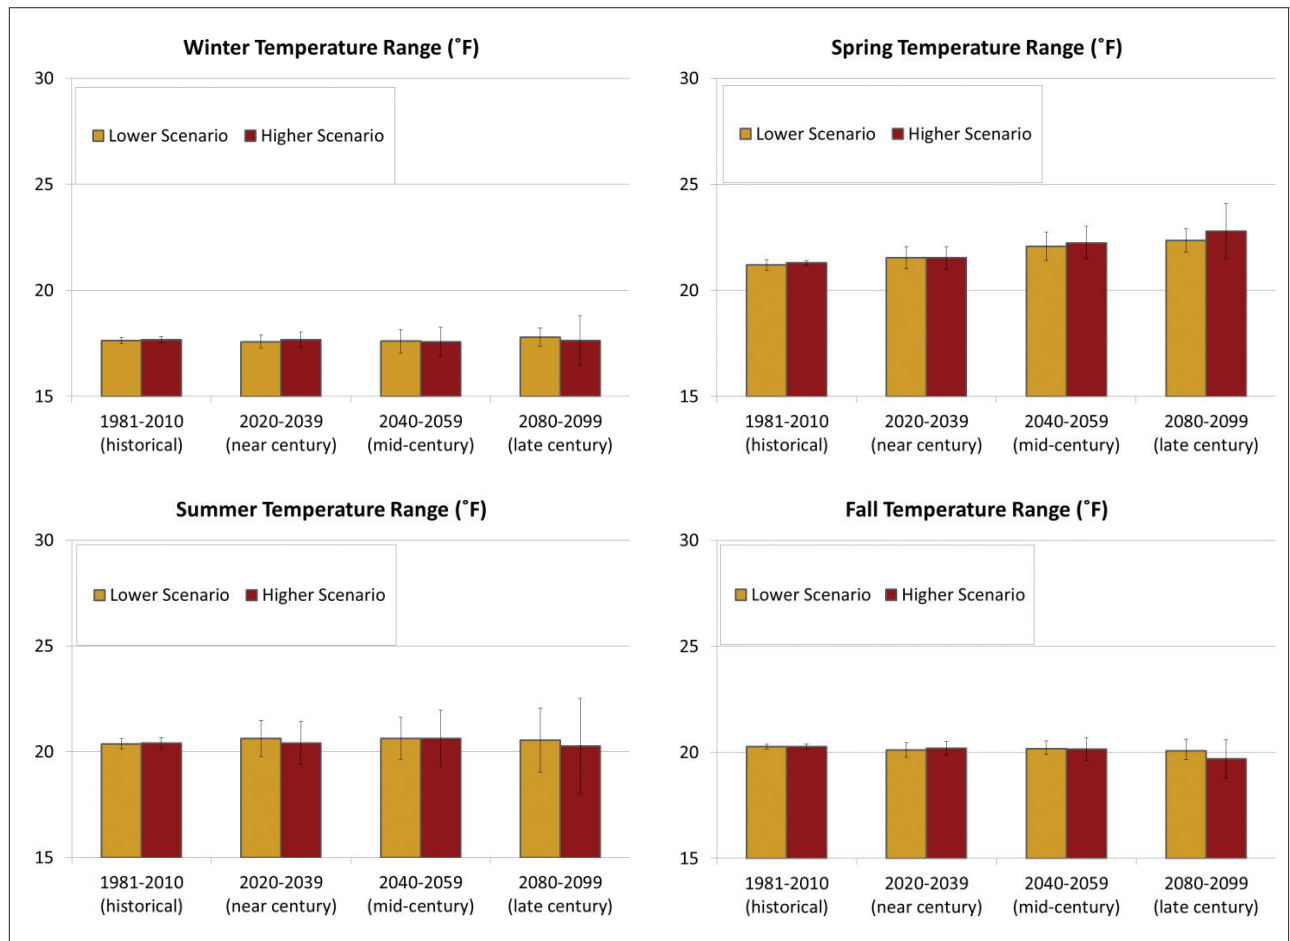 Winter Temperature Range (˚F)
30
25
20
15
Lower Scenario Higher Scenario
1981-2010 2020-2039 2040-2059 2080-2099
(historical) (near century) (mid-century) (late century)
Spring Temperature Range (˚F)
30
25
20
15
Lower Scenario Higher Scenario
1981-2010 2020-2039 2040-2059 2080-2099
(historical) (near century) (mid-century) (late century)
Summer Temperature Range (˚F)
30
25
20
15
Lower Scenario Higher Scenario
1981-2010 2020-2039 2040-2059 2080-2099
(historical) (near century) (mid-century) (late century)
Fall Temperature Range (˚F)
30
25
20
15
Lower Scenario Higher Scenario
1981-2010 2020-2039 2040-2059 2080-2099
(historical) (near century) (mid-century) (late century)